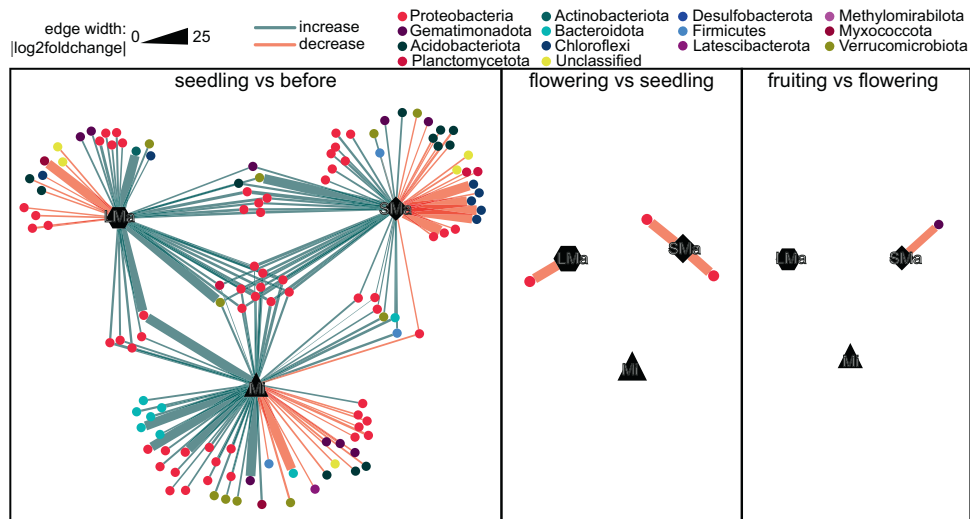 edge width:
|log2foldchange|
0
25
increase
decrease
Proteobacteria
Gematimonadota
Acidobacteriota
Planctomycetota
Actinobacteriota
Bacteroidota
Chloroflexi
Unclassified
Desulfobacterota
Firmicutes
Latescibacterota
Methylomirabilota
Myxococcota
Verrucomicrobiota
seedling vs before
flowering vs seedling
fruiting vs flowering
LMa
SMa
MI
LMa
SMa
MI
LMa
SMa
MI